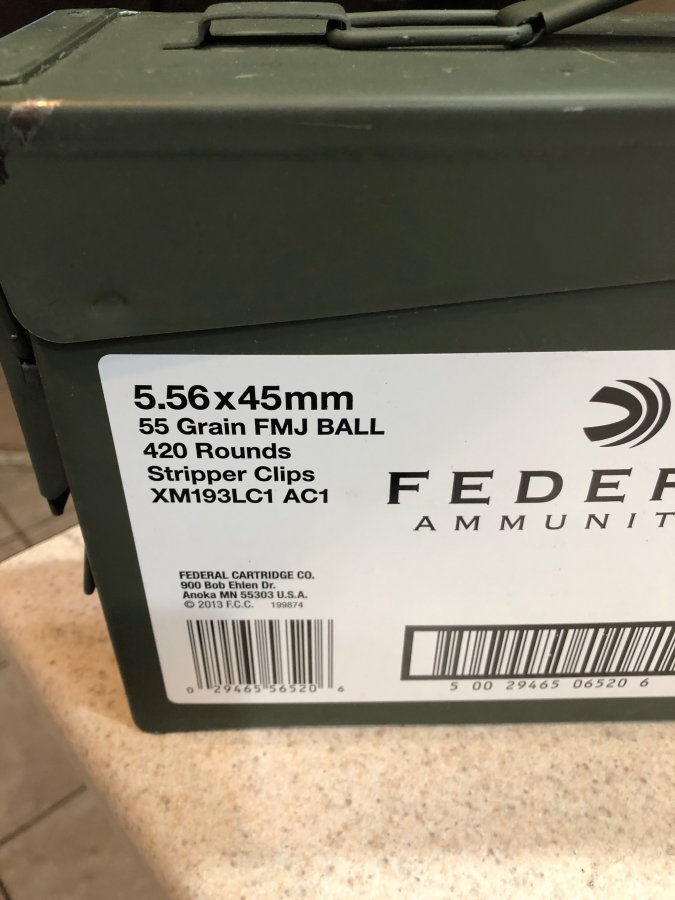 5.56x45mm
55 Grain FMJ BALL
420 Rounds
Stripper Clips
XM193LC1 AC1
FEDER
AMMUNIT
FEDERAL CARTRIDGE CO.
900 Bob Ehlen Dr.
Anoka MN 55303 U.S.A.
© 2013 F.C.C. 199874
0 29465 56520 6
5 00 29465 06520 6